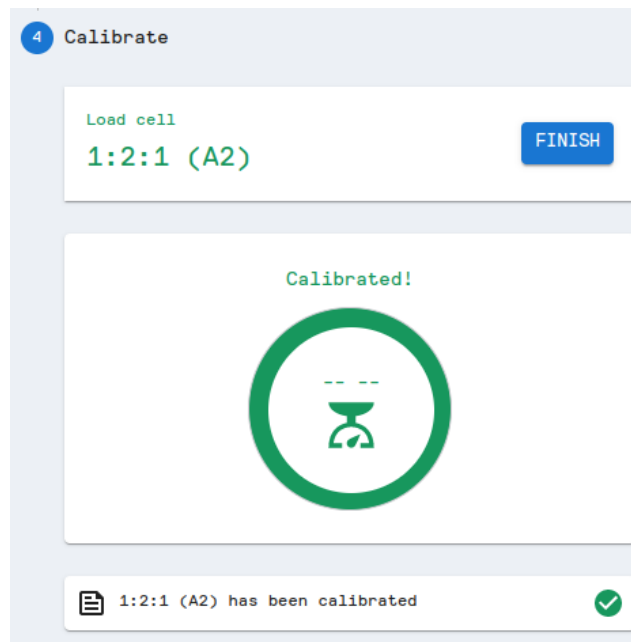 4 Calibrate
Load cell
1:2:1 (A2)
FINISH
Calibrated!
-- --
1:2:1 (A2) has been calibrated